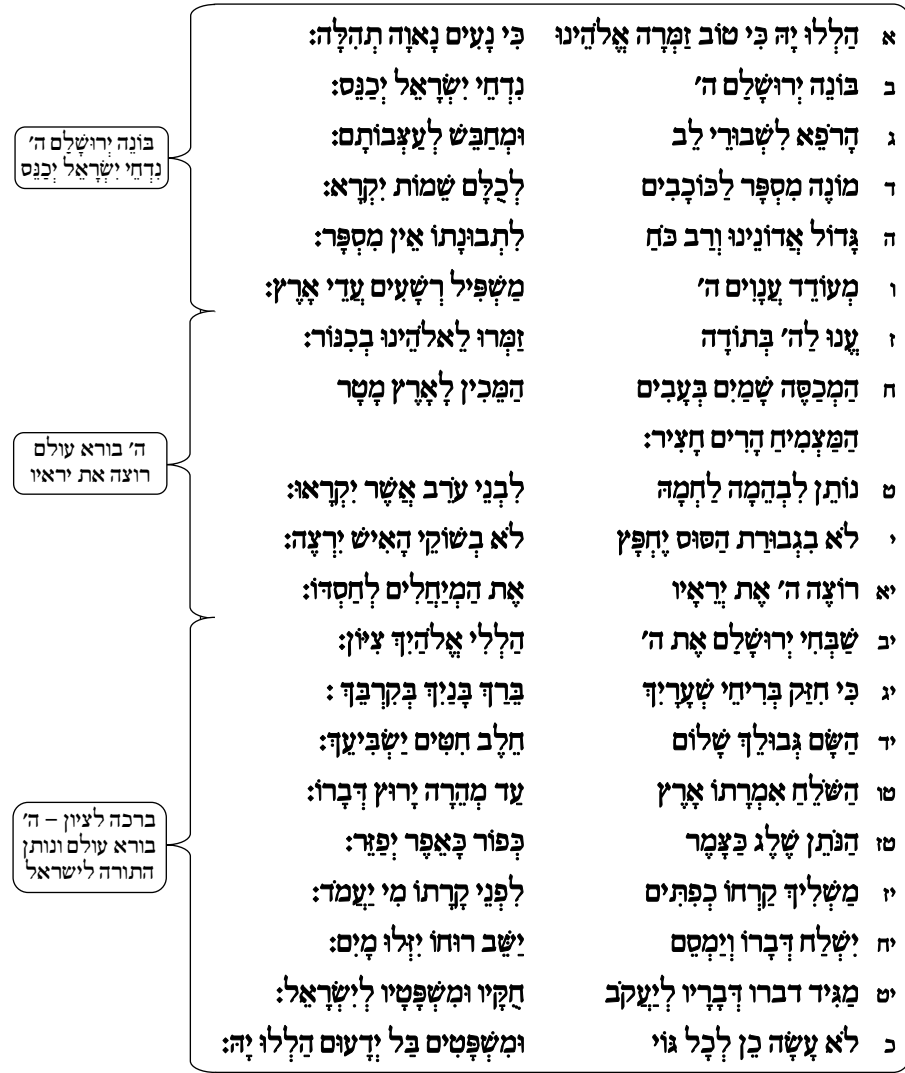 א הַלְלוּ יָהּ כִּי טוֹב זַמְּרָה אֱלֹהֵינוּ כִּי נָעִים נָאוָה תְהִלָּה:
ב בּוֹנֵה יְרוּשָׁלַם ה׳ נִדְחֵי יִשְׂרָאֵל יְכַנֵּס:
ג הָרֹפֵא לִשְׁבוּרֵי לֵב וּמְחַבֵּשׁ לְעַצְּבוֹתָם:
ד מוֹנֶה מִסְפָּר לַכּוֹכָבִים לְכֻלָּם שֵׁמוֹת יִקְרָא:
ה גָּדוֹל אֲדוֹנֵינוּ וְרַב כֹּחַ לִתְבוּנָתוֹ אֵין מִסְפָּר:
ו מְעוֹדֵד עֲנָוִים ה׳ מַשְׁפִּיל רְשָׁעִים עֲדֵי אָרֶץ:
ז עֱנוּ לַה׳ בְּתוֹדָה זַמְּרוּ לֵאלֹהֵינוּ בְכִנּוֹר:
ח הַמְכַסֶּה שָׁמַיִם בְּעָבִים הַמֵּכִין לָאָרֶץ מָטָר
הַמַּצְמִיחַ הָרִים חָצִיר:
ט נוֹתֵן לִבְהֵמָה לַחְמָהּ לִבְנֵי עֹרֵב אֲשֶׁר יִקְרָאוּ:
י לֹא בִגְבוּרַת הַסּוּס יֶחְפָּץ לֹא בְשׁוֹקֵי הָאִישׁ יִרְצֶה:
יא רוֹצֶה ה׳ אֶת יְרֵאָיו אֶת הַמְיַחֲלִים לְחַסְדּוֹ:
יב שַׁבְּחִי יְרוּשָׁלַם אֶת ה׳ הַלְלִי אֱלֹהַיִךְ צִיּוֹן:
יג כִּי חִזַּק בְּרִיחֵי שְׁעָרָיִךְ בֵּרַךְ בָּנַיִךְ בְּקִרְבֵּךְ :
יד הַשָּׂם גְּבוּלֵךְ שָׁלוֹם חֵלֶב חִטִּים יַשְׂבִּיעֵךְ:
טו הַשֹּׁלֵחַ אִמְרָתוֹ אָרֶץ עַד מְהֵרָה יָרוּץ דְּבָרוֹ:
טז הַנֹּתֵן שֶׁלֶג כַּצָּמֶר כְּפוֹר כָּאֵפֶר יְפַזֵּר:
יז מַשְׁלִיךְ קַרְחוֹ כְפִתִּים לִפְנֵי קָרָתוֹ מִי יַעֲמֹד:
יח יִשְׁלַח דְּבָרוֹ וְיַמְסֵם יַשֵּׁב רוּחוֹ יִזְּלוּ מָיִם:
יט מַגִּיד דברו דְּבָרָיו לְיַעֲקֹב חֻקָּיו וּמִשְׁפָּטָיו לְיִשְׂרָאֵל:
כ לֹא עָשָׂה כֵן לְכָל גּוֹי וּמִשְׁפָּטִים בַּל יְדָעוּם הַלְלוּ יָהּ:
בּוֹנֵה יְרוּשָׁלַם ה׳
נִדְחֵי יִשְׂרָאֵל יְכַנֵּס
ה׳ בורא עולם
רוצה את יראיו
ברכה לציון – ה׳
בורא עולם ונותן
התורה לישראל